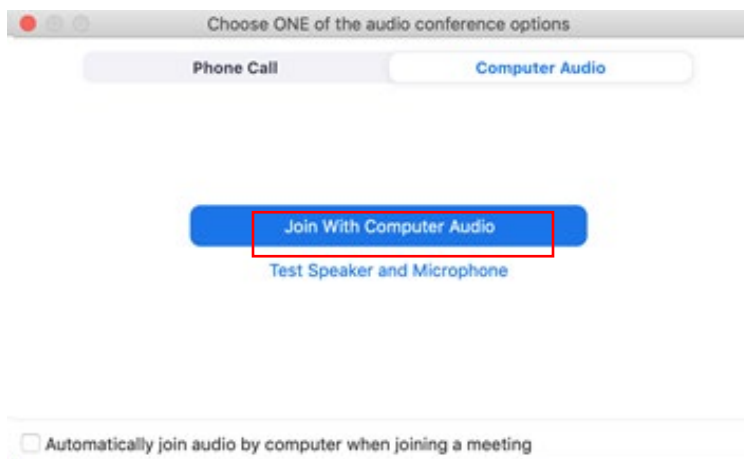 Choose ONE of the audio conference options
Phone Call
Computer Audio
Join With Computer Audio
Test Speaker and Microphone
Automatically join audio by computer when joining a meeting